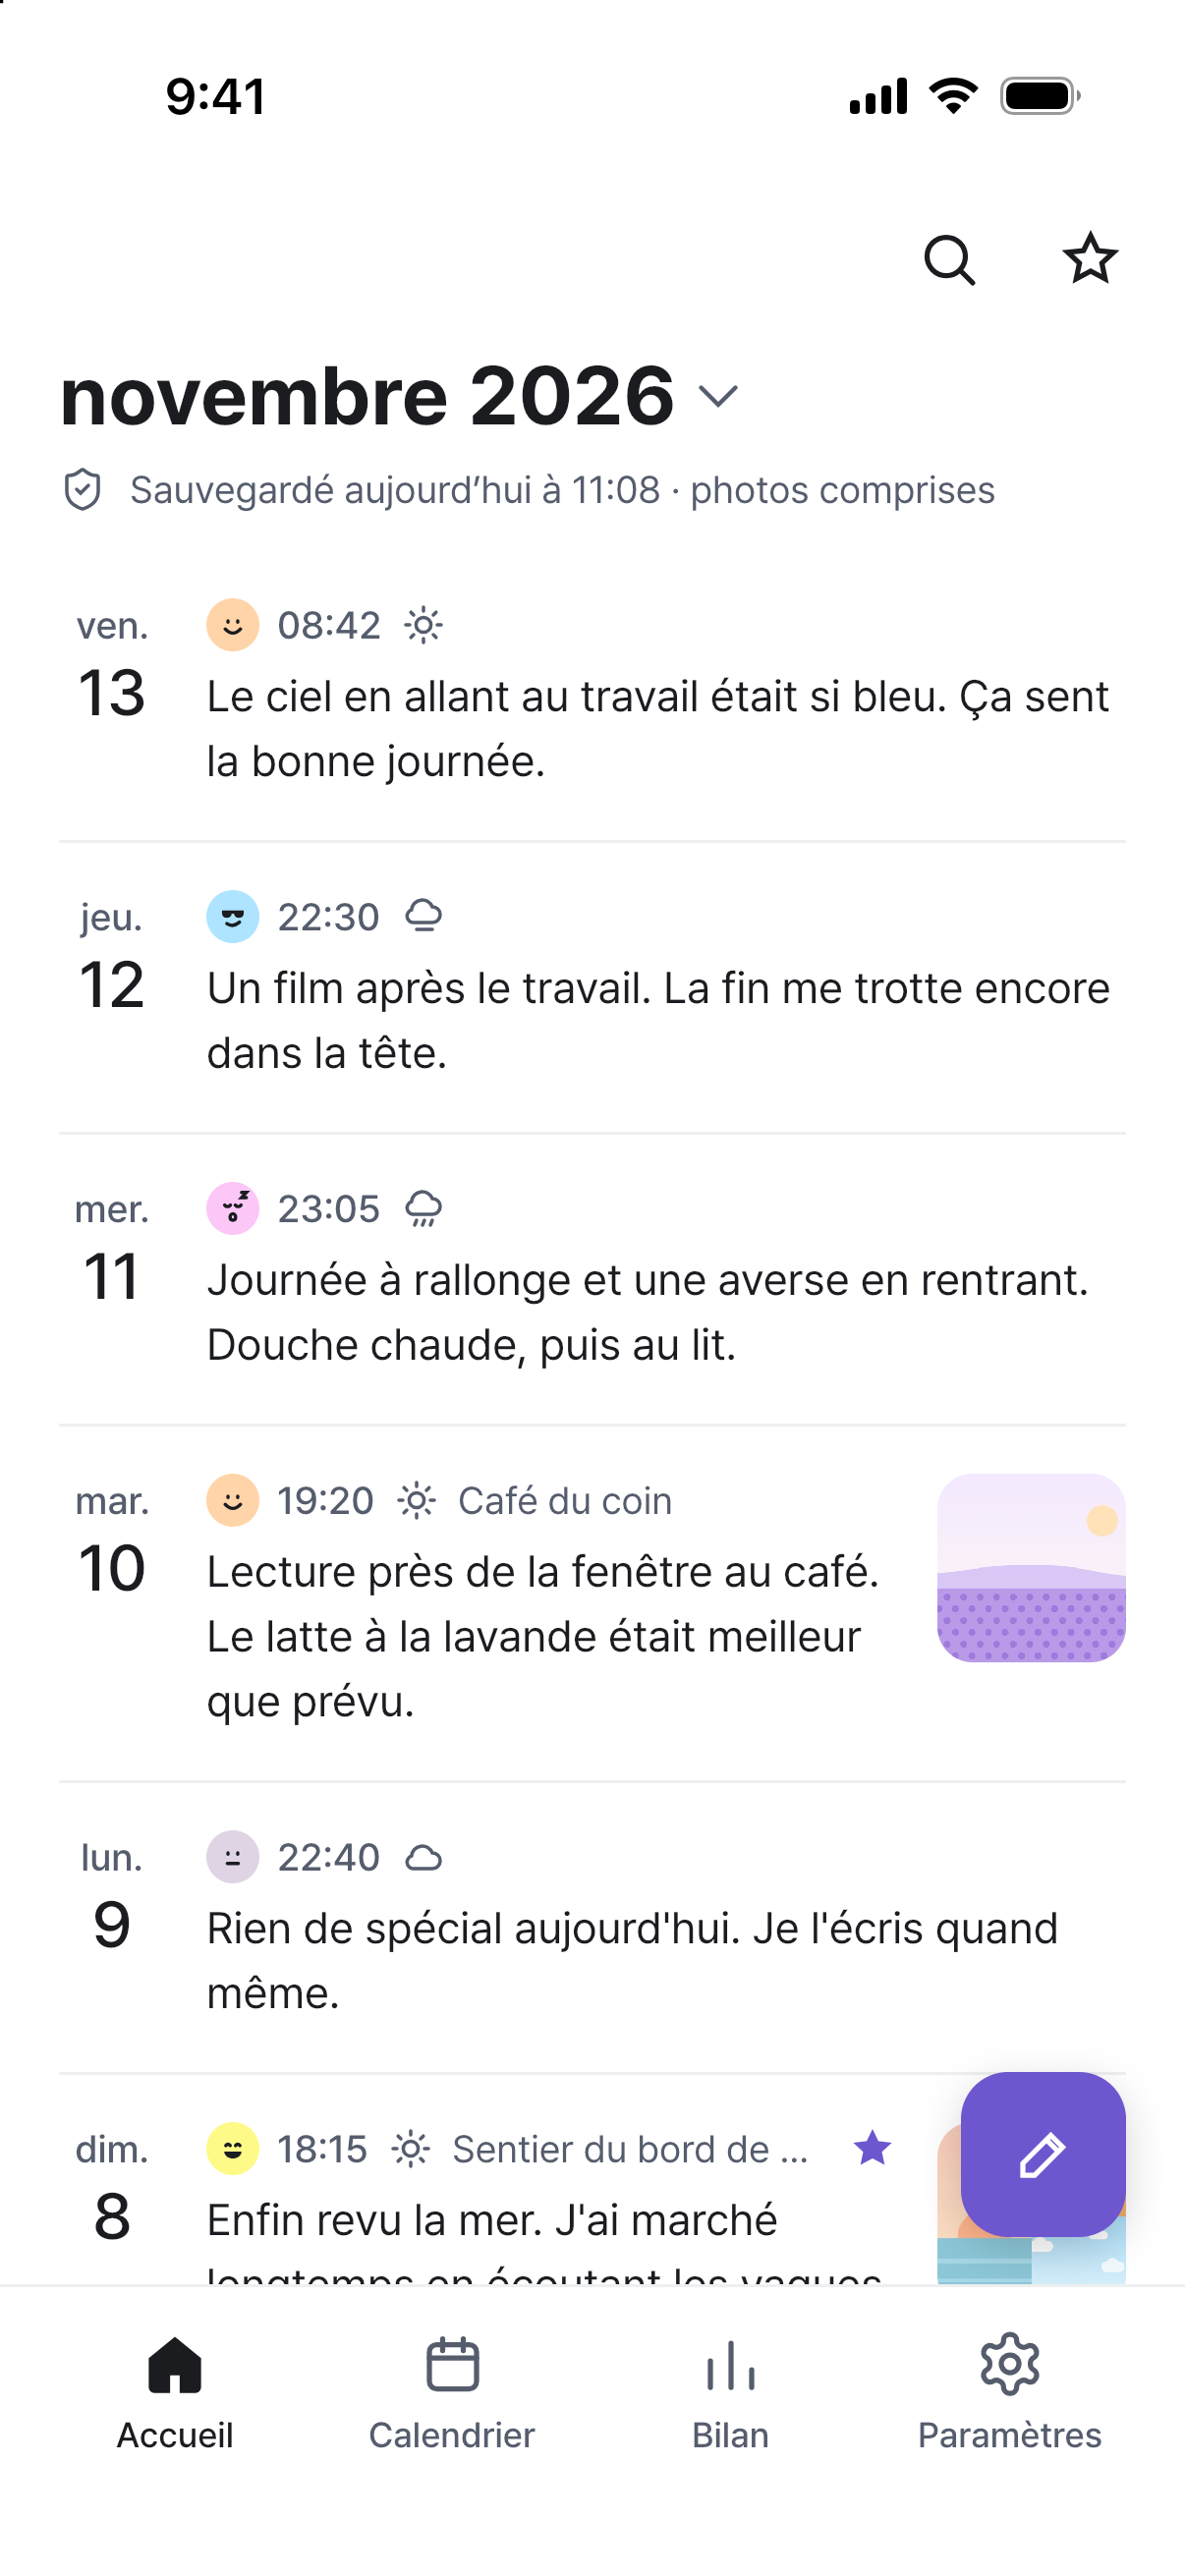 9:41
novembre 2026
Sauvegardé aujourd’hui à 11:08 · photos comprises
ven.
13
08:42
Le ciel en allant au travail était si bleu. Ça sent
la bonne journée.
jeu.
12
22:30
Un film après le travail. La fin me trotte encore
dans la tête.
mer.
11
23:05
Journée à rallonge et une averse en rentrant.
Douche chaude, puis au lit.
mar.
10
19:20 Café du coin
Lecture près de la fenêtre au café.
Le latte à la lavande était meilleur
que prévu.
lun.
9
22:40
Rien de spécial aujourd'hui. Je l'écris quand
même.
dim.
8
18:15 Sentier du bord de ...
Enfin revu la mer. J'ai marché
longtemps en écoutant les vagues
Accueil
Calendrier
Bilan
Paramètres